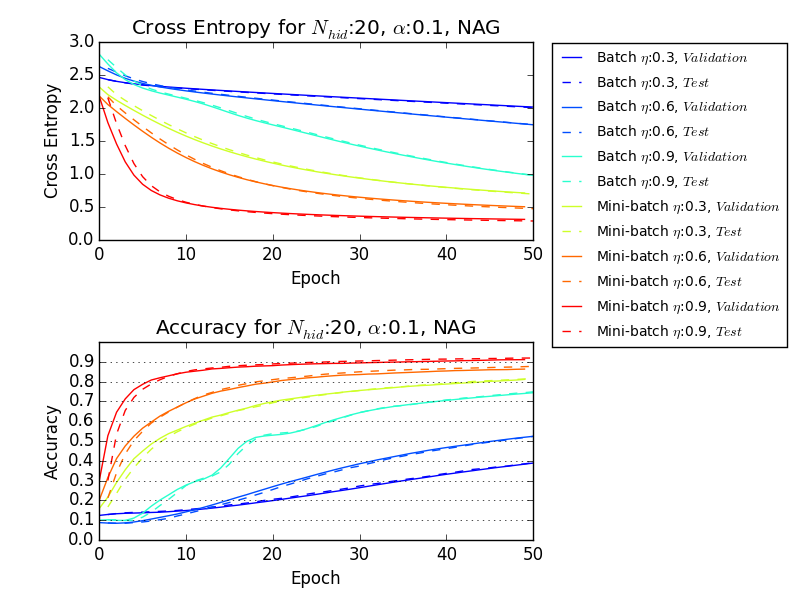 Cross Entropy for N_hid:20, α:0.1, NAG
3.0
2.5
2.0
1.5
1.0
0.5
0.0
Cross Entropy
0 10 20 30 40 50
Epoch
Batch η:0.3, Validation
Batch η:0.3, Test
Batch η:0.6, Validation
Batch η:0.6, Test
Batch η:0.9, Validation
Batch η:0.9, Test
Mini-batch η:0.3, Validation
Mini-batch η:0.3, Test
Mini-batch η:0.6, Validation
Mini-batch η:0.6, Test
Mini-batch η:0.9, Validation
Mini-batch η:0.9, Test
Accuracy for N_hid:20, α:0.1, NAG
0.9
0.8
0.7
0.6
0.5
0.4
0.3
0.2
0.1
0.0
Accuracy
0 10 20 30 40 50
Epoch